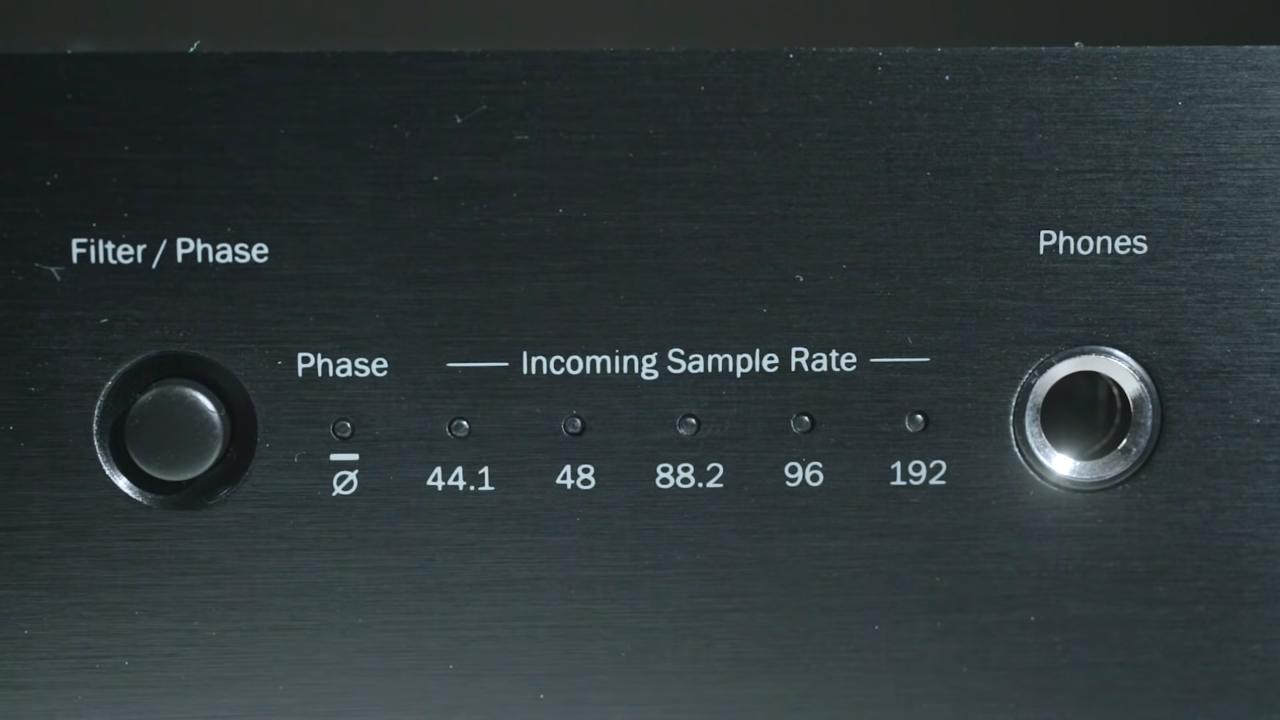 Filter / Phase
Phones
Phase
Incoming Sample Rate
Ø 44.1 48 88.2 96 192